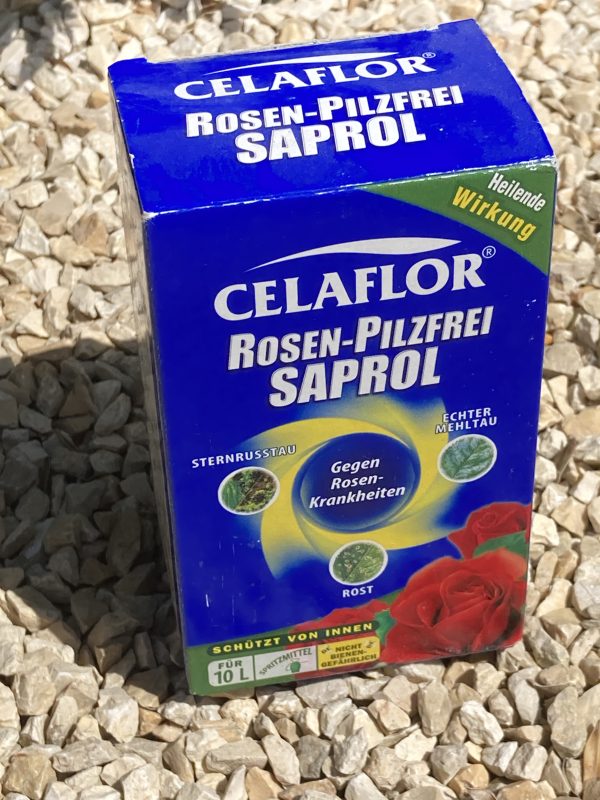 CELAFLOR®
ROSEN-PILZFREI
SAPROL
Heilende
Wirkung
CELAFLOR®
ROSEN-PILZFREI
SAPROL
STERNRUSSTAU
ECHTER
MEHLTAU
Gegen
Rosen-
Krankheiten
ROST
SCHÜTZT VON INNEN
FÜR
10 L
SPRITZMITTEL
NICHT
BIENEN-
GEFÄHRLICH